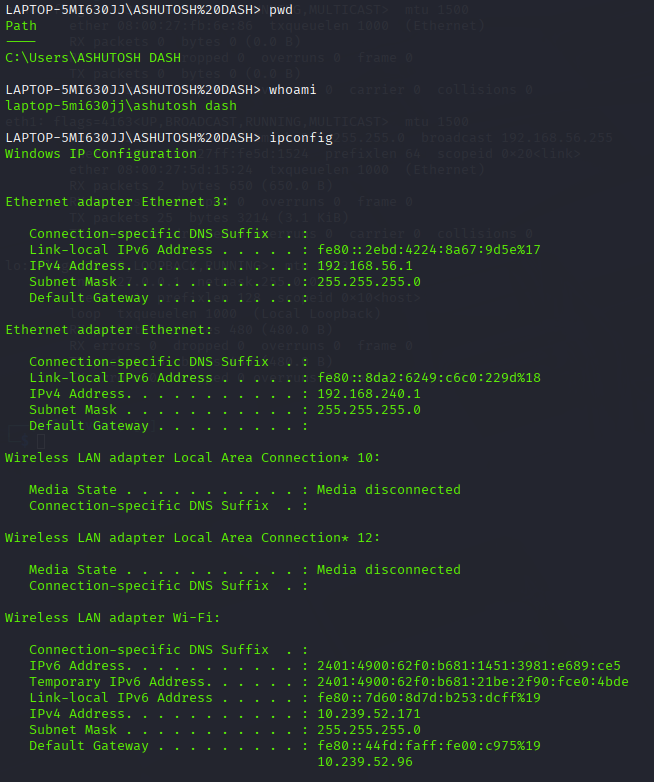 LAPTOP-5MI630JJ\ASHUTOSH%20DASH> pwd
Path
----
C:\Users\ASHUTOSH DASH
LAPTOP-5MI630JJ\ASHUTOSH%20DASH> whoami
laptop-5mi630jj\ashutosh dash
LAPTOP-5MI630JJ\ASHUTOSH%20DASH> ipconfig
Windows IP Configuration
Ethernet adapter Ethernet 3:
Connection-specific DNS Suffix  . :
Link-local IPv6 Address . . . . . : fe80::2ebd:4224:8a67:9d5e%17
IPv4 Address. . . . . . . . . . . : 192.168.56.1
Subnet Mask . . . . . . . . . . . : 255.255.255.0
Default Gateway . . . . . . . . . :
Ethernet adapter Ethernet:
Connection-specific DNS Suffix  . :
Link-local IPv6 Address . . . . . : fe80::8da2:6249:c6c0:229d%18
IPv4 Address. . . . . . . . . . . : 192.168.240.1
Subnet Mask . . . . . . . . . . . : 255.255.255.0
Default Gateway . . . . . . . . . :
Wireless LAN adapter Local Area Connection* 10:
Media State . . . . . . . . . . . : Media disconnected
Connection-specific DNS Suffix  . :
Wireless LAN adapter Local Area Connection* 12:
Media State . . . . . . . . . . . : Media disconnected
Connection-specific DNS Suffix  . :
Wireless LAN adapter Wi-Fi:
Connection-specific DNS Suffix  . :
IPv6 Address. . . . . . . . . . . : 2401:4900:62f0:b681:1451:3981:e689:ce5
Temporary IPv6 Address. . . . . . : 2401:4900:62f0:b681:21be:2f90:fce0:4bde
Link-local IPv6 Address . . . . . : fe80::7d60:8d7d:b253:dcff%19
IPv4 Address. . . . . . . . . . . : 10.239.52.171
Subnet Mask . . . . . . . . . . . : 255.255.255.0
Default Gateway . . . . . . . . . : fe80::44fd:faff:fe00:c975%19
10.239.52.96